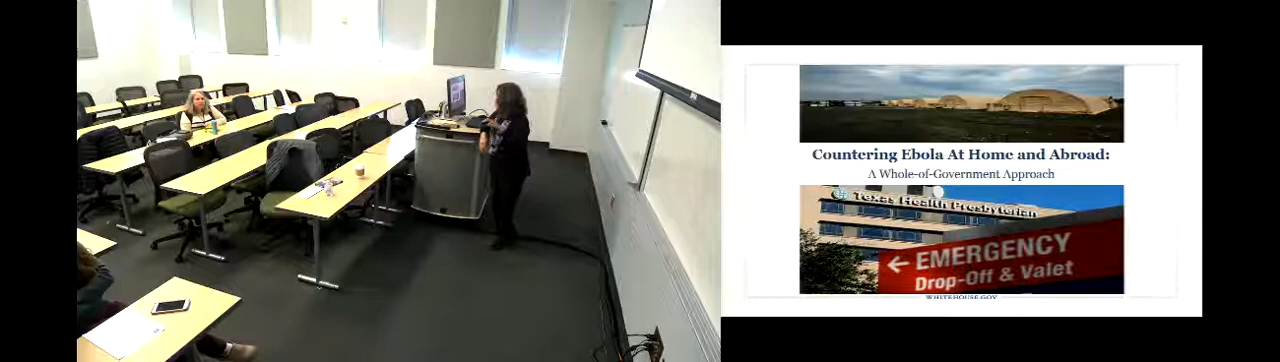 Countering Ebola At Home and Abroad:
A Whole-of-Government Approach
Texas Health Presbyterian
← EMERGENCY
Drop-Off & Valet
WHITEHOUSE.GOV